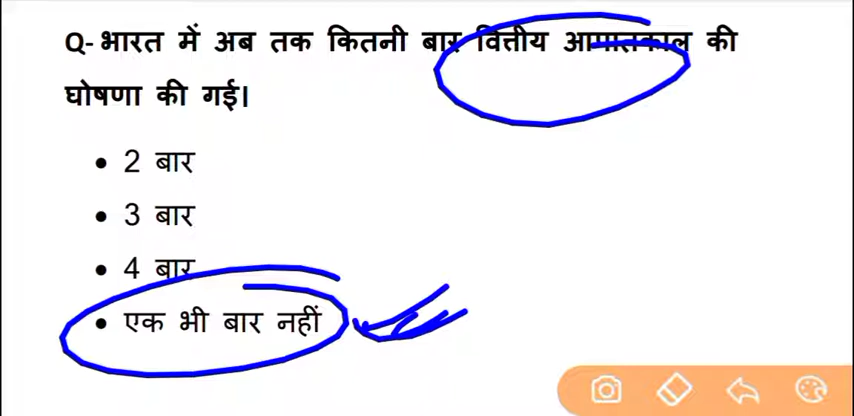 Q- भारत में अब तक कितनी बार वित्तीय आपातकाल की
घोषणा की गई।
• 2 बार
• 3 बार
• 4 बार
• एक भी बार नहीं